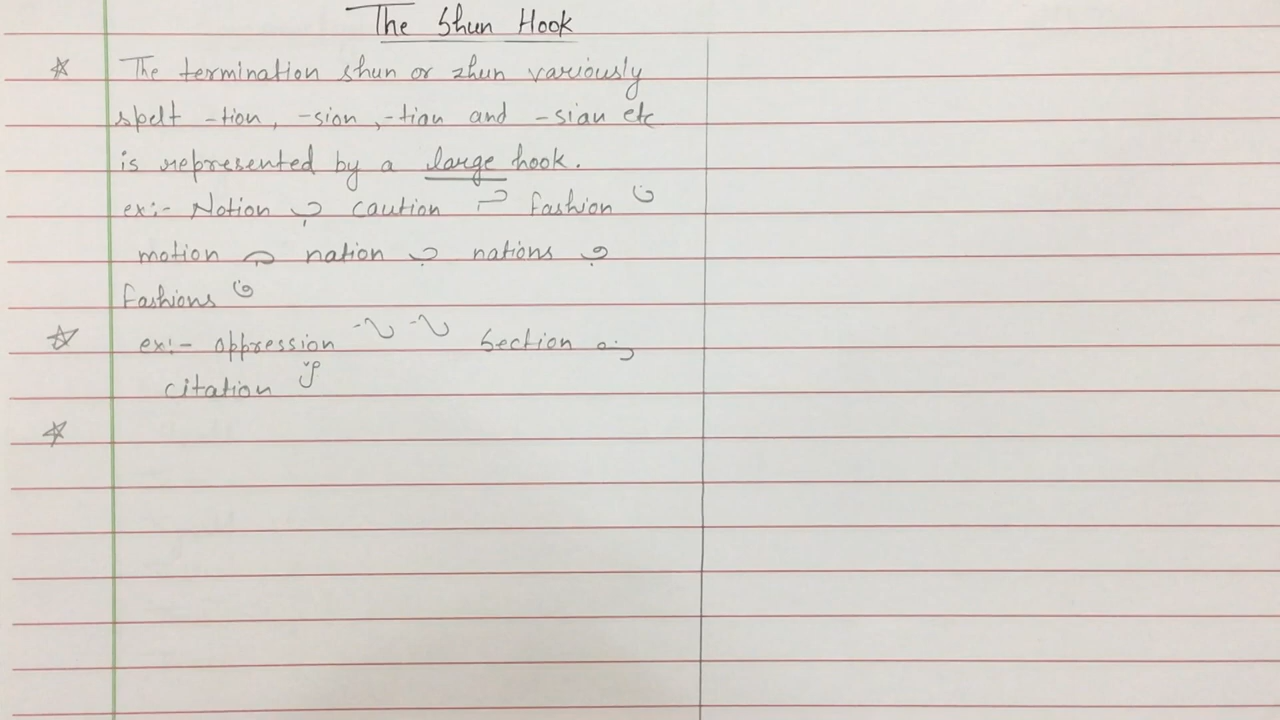 The Shun Hook
The termination shun or zhun variously
spelt -tion, -sion, -tian and -sian etc
is represented by a large hook.
ex:- Notion caution fashion
motion nation nations
fashions
ex:- oppression Section
citation